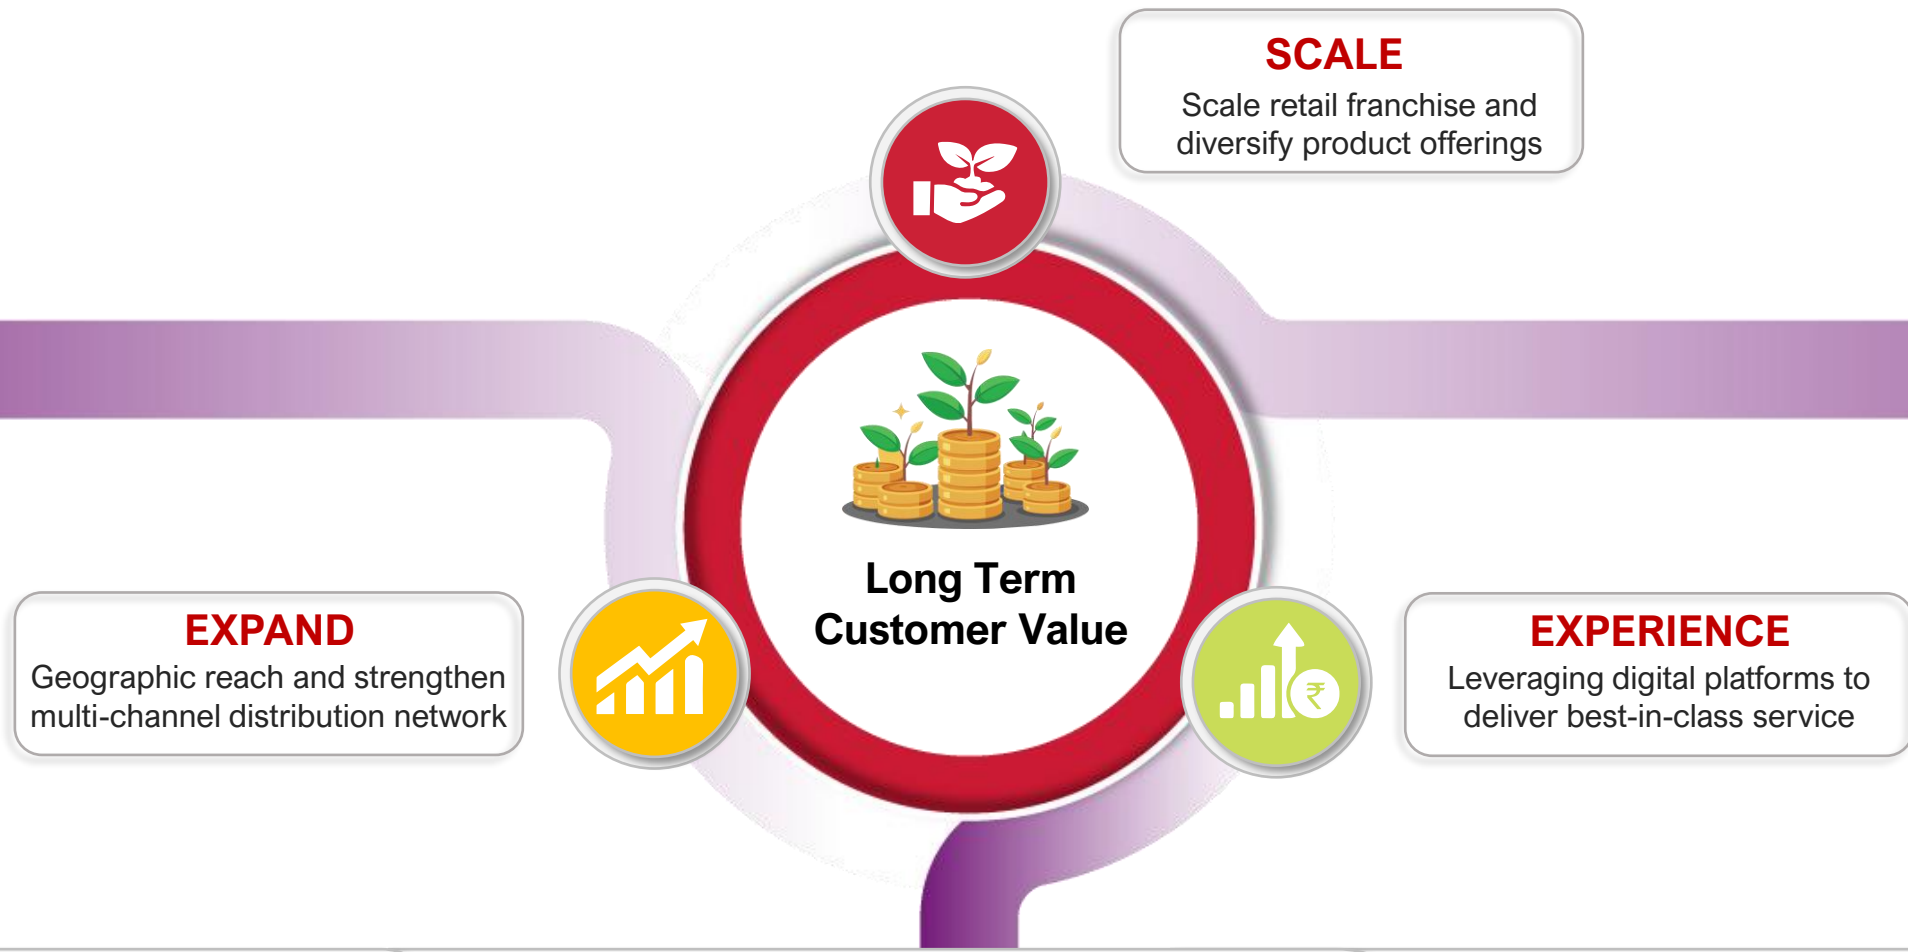 SCALE
Scale retail franchise and
diversify product offerings
Long Term
Customer Value
EXPAND
Geographic reach and strengthen
multi-channel distribution network
₹
EXPERIENCE
Leveraging digital platforms to
deliver best-in-class service